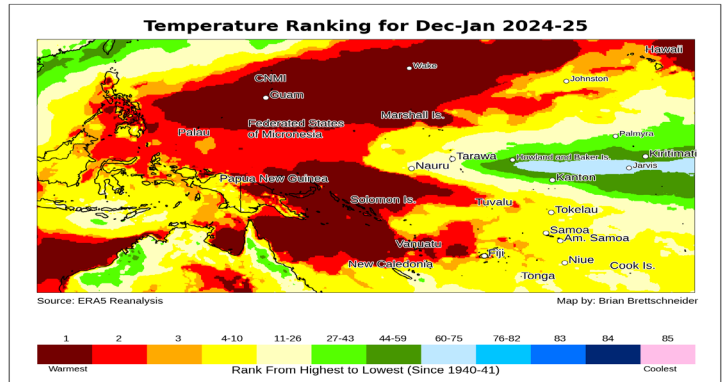 Temperature Ranking for Dec-Jan 2024-25
Hawaii
Wake
CNMI
Johnston
Guam
Marshall Is.
Federated States
of Micronesia
Palau
Palmyra
Tarawa
Howland and Baker Is.
Kiritimati
Nauru
Jarvis
Kanton
Papua New Guinea
Solomon Is.
Tuvalu
Tokelau
Samoa
Am. Samoa
Vanuatu
Fiji
New Caledonia
Niue
Cook Is.
Tonga
Source: ERA5 Reanalysis
Map by: Brian Brettschneider
1 2 3 4-10 11-26 27-43 44-59 60-75 76-82 83 84 85
Warmest
Rank From Highest to Lowest (Since 1940-41)
Coolest